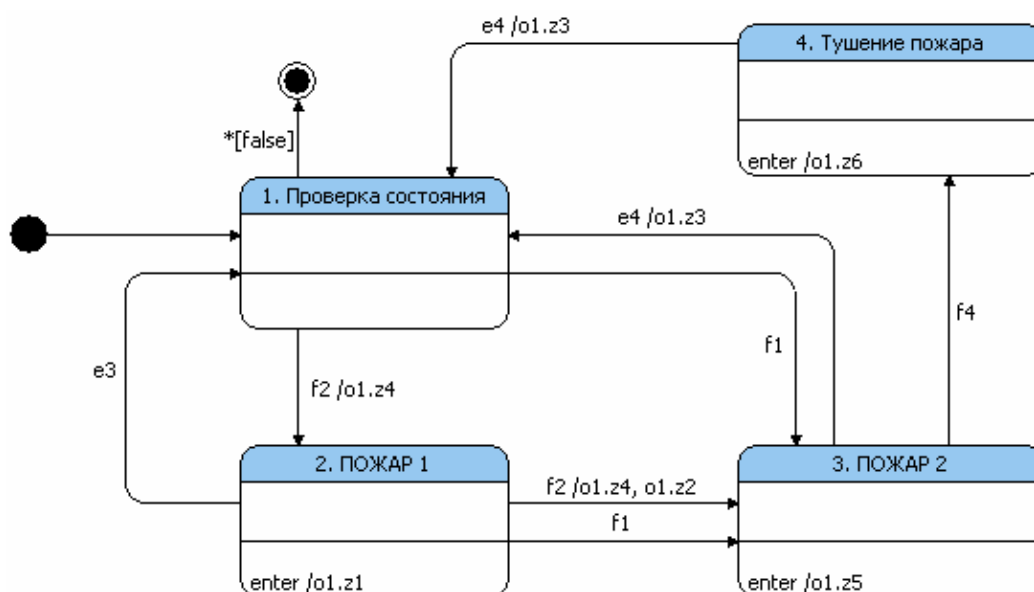 e4 /o1.z3
4. Тушение пожара
*[false]
enter /o1.z6
1. Проверка состояния
e4 /o1.z3
f4
f1
e3
f2 /o1.z4
2. ПОЖАР 1
3. ПОЖАР 2
f2 /o1.z4, o1.z2
f1
enter /o1.z1
enter /o1.z5